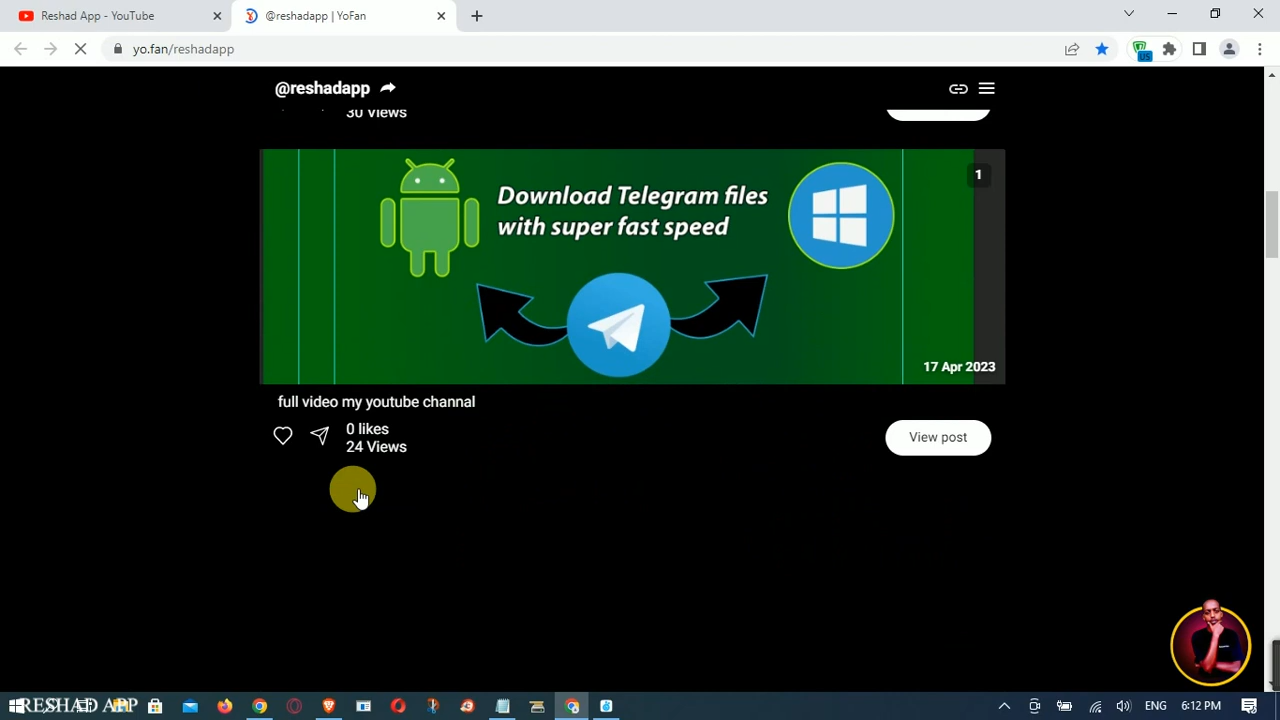 Reshad App - YouTube
@reshadapp | YoFan
yo.fan/reshadapp
US
@reshadapp
30 Views
Download Telegram files
with super fast speed
1
17 Apr 2023
full video my youtube channal
0 likes
24 Views
View post
RESHAD APP
ENG
6:12 PM